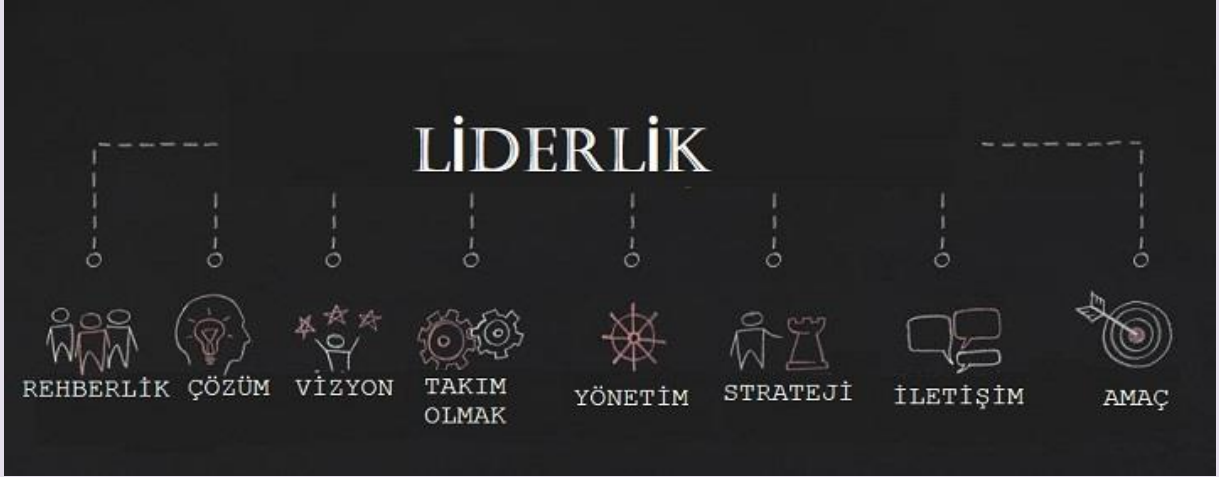 LİDERLİK
REHBERLİK
ÇÖZÜM
VİZYON
TAKIM
OLMAK
YÖNETİM
STRATEJİ
İLETİŞİM
AMAÇ